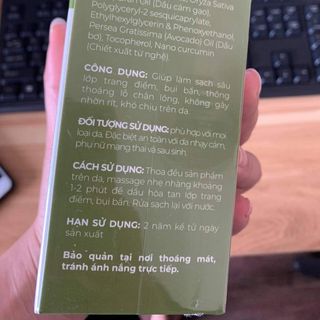 Oil (Dầu cám gạo),
Polyglyceryl-2 sesquicaprylate,
Ethylhexylglycerin & Phenoxyethanol,
Persea Gratissima (Avocado) Oil (Dầu
bơ), Tocopherol, Nano curcumin
(Chiết xuất từ nghệ).
CÔNG DỤNG: Giúp làm sạch sâu
lớp trang điểm, bụi bẩn, thông
thoáng lỗ chân lông, không gây
nhờn rít, khó chịu trên da.
ĐỐI TƯỢNG SỬ DỤNG: phù hợp với mọi
loại da. Đặc biệt an toàn với da nhạy cảm,
phụ nữ mang thai và sau sinh.
CÁCH SỬ DỤNG: Thoa đều sản phẩm
trên da, massage nhẹ nhàng khoảng
1-2 phút để dầu hòa tan lớp trang
điểm, bụi bẩn. Rửa sạch lại với nước.
HẠN SỬ DỤNG: 2 năm kể từ ngày
sản xuất
Bảo quản tại nơi thoáng mát,
tránh ánh nắng trực tiếp.